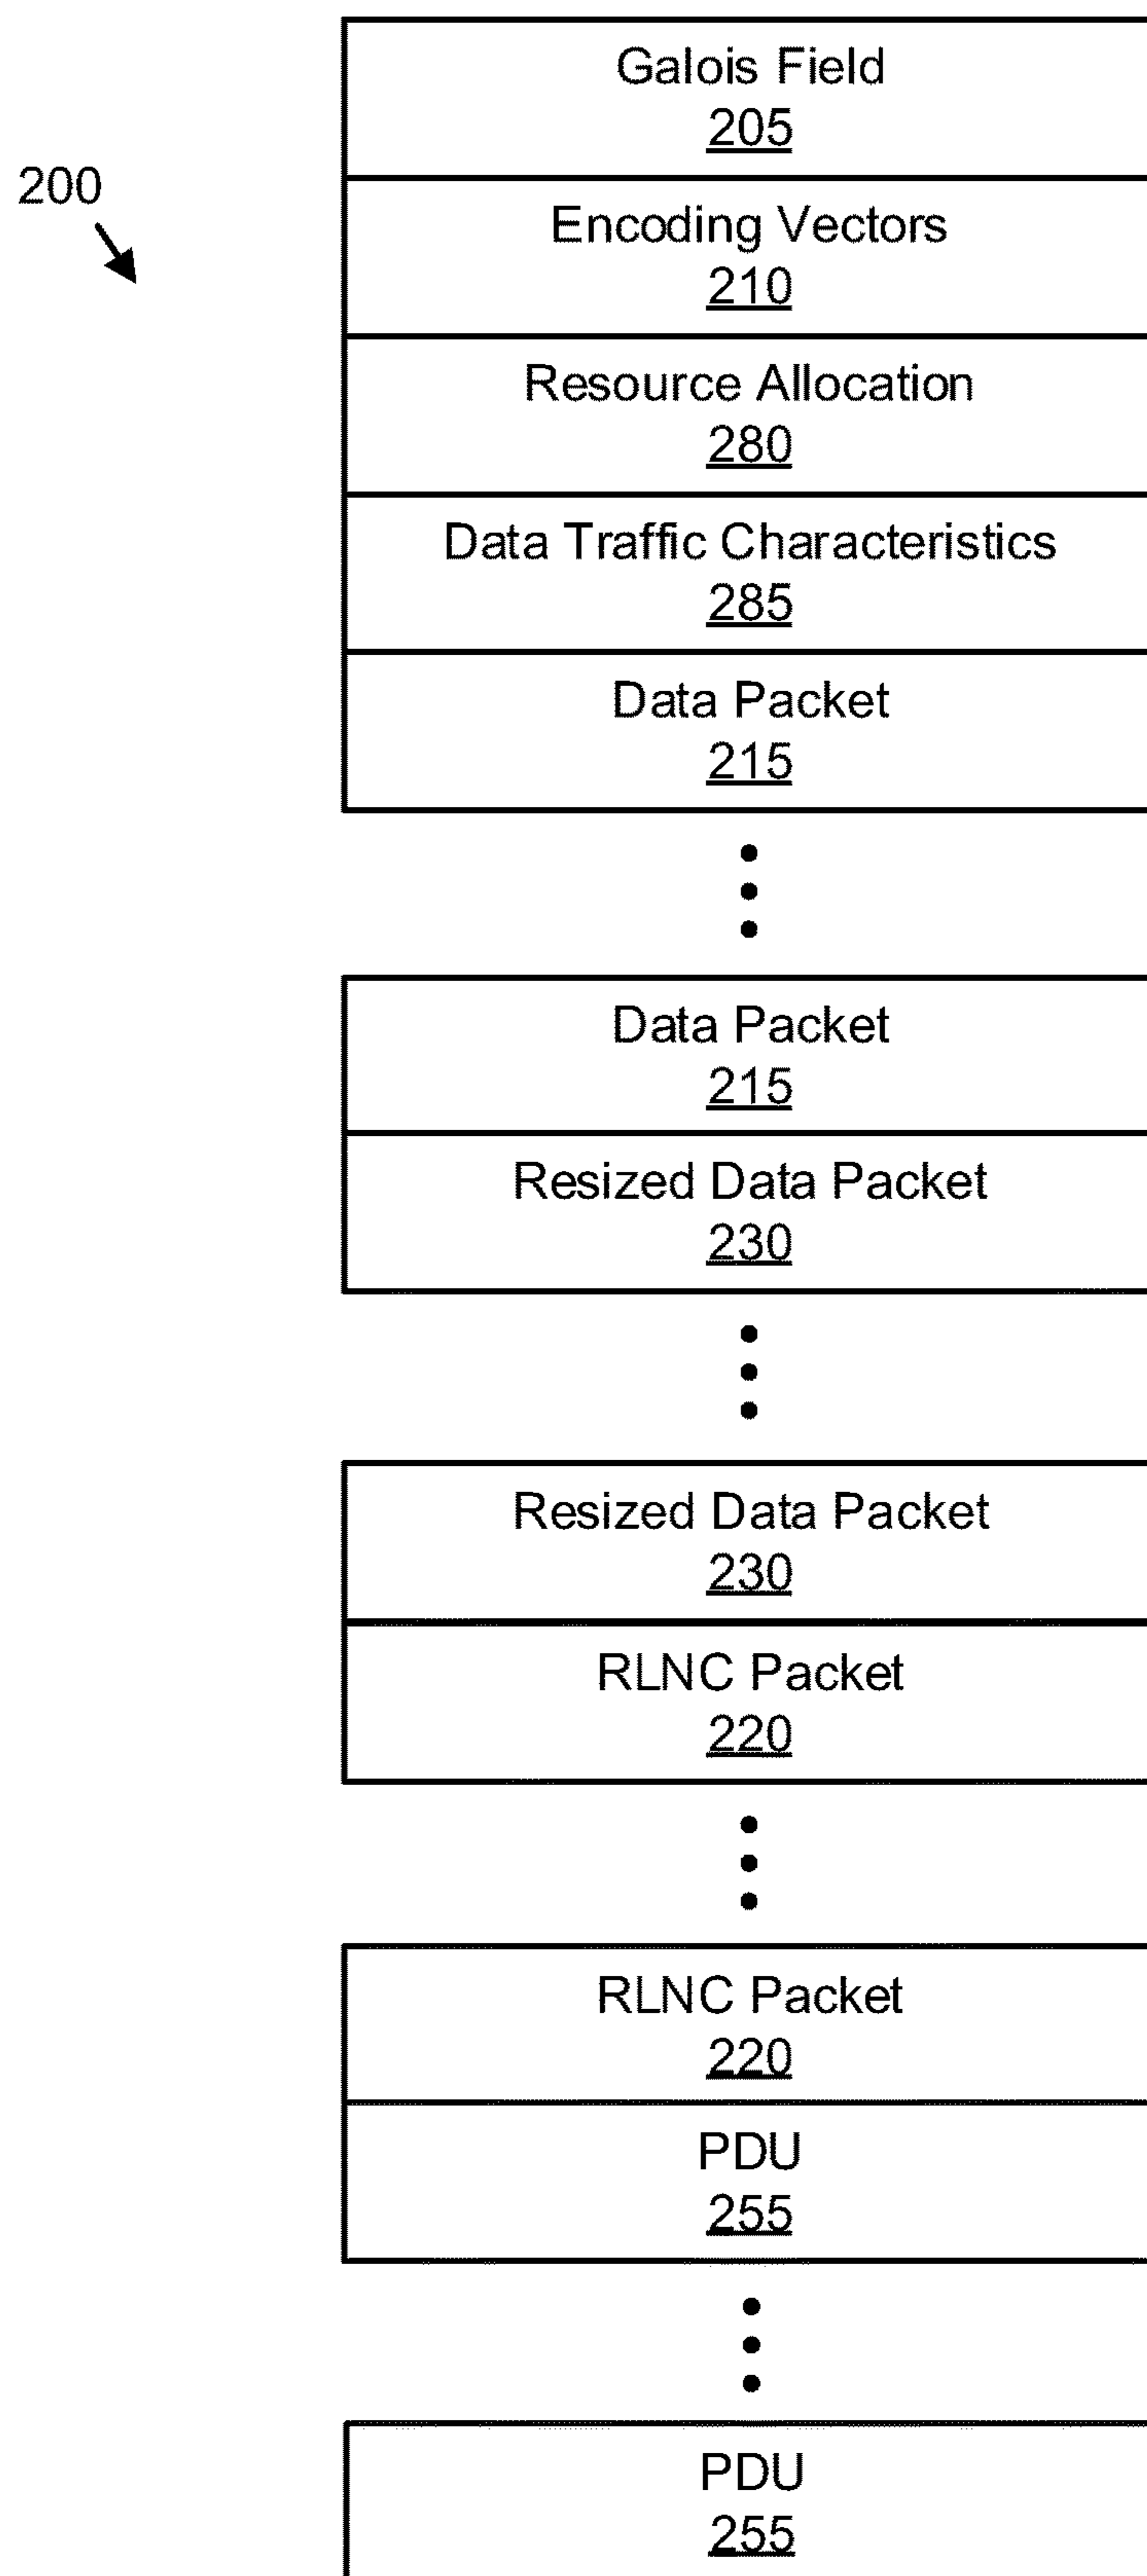 200
Galois Field
205
Encoding Vectors
210
Resource Allocation
280
Data Traffic Characteristics
285
Data Packet
215
Data Packet
215
Resized Data Packet
230
Resized Data Packet
230
RLNC Packet
220
RLNC Packet
220
PDU
255
PDU
255